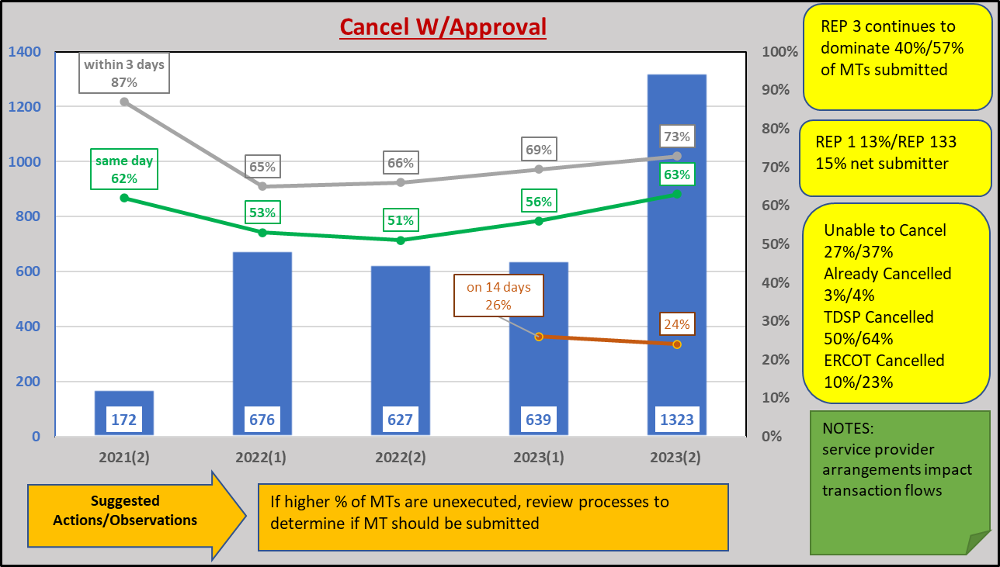 Cancel W/Approval
1400
1200
1000
800
600
400
200
0
100%
90%
80%
70%
60%
50%
40%
30%
20%
10%
0%
within 3 days
87%
65%
66%
69%
73%
same day
62%
53%
51%
56%
63%
on 14 days
26%
24%
172
676
627
639
1323
2021(2)
2022(1)
2022(2)
2023(1)
2023(2)
REP 3 continues to
dominate 40%/57%
of MTs submitted
REP 1 13%/REP 133
15% net submitter
Unable to Cancel
27%/37%
Already Cancelled
3%/4%
TDSP Cancelled
50%/64%
ERCOT Cancelled
10%/23%
NOTES:
service provider
arrangements impact
transaction flows
Suggested
Actions/Observations
If higher % of MTs are unexecuted, review processes to
determine if MT should be submitted